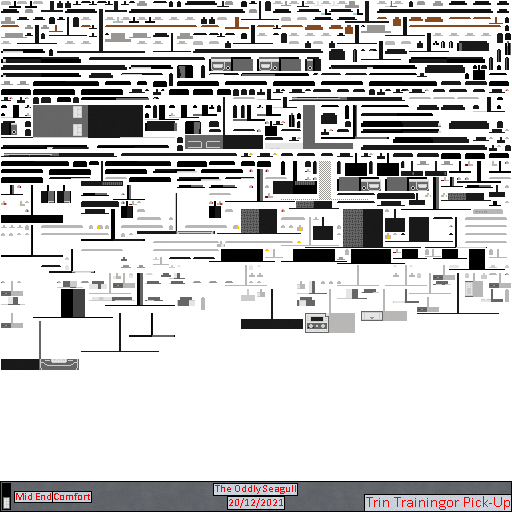 Mid End Comfort
The Oddly Seagull
20/12/2021
Trin Trainingor Pick-Up